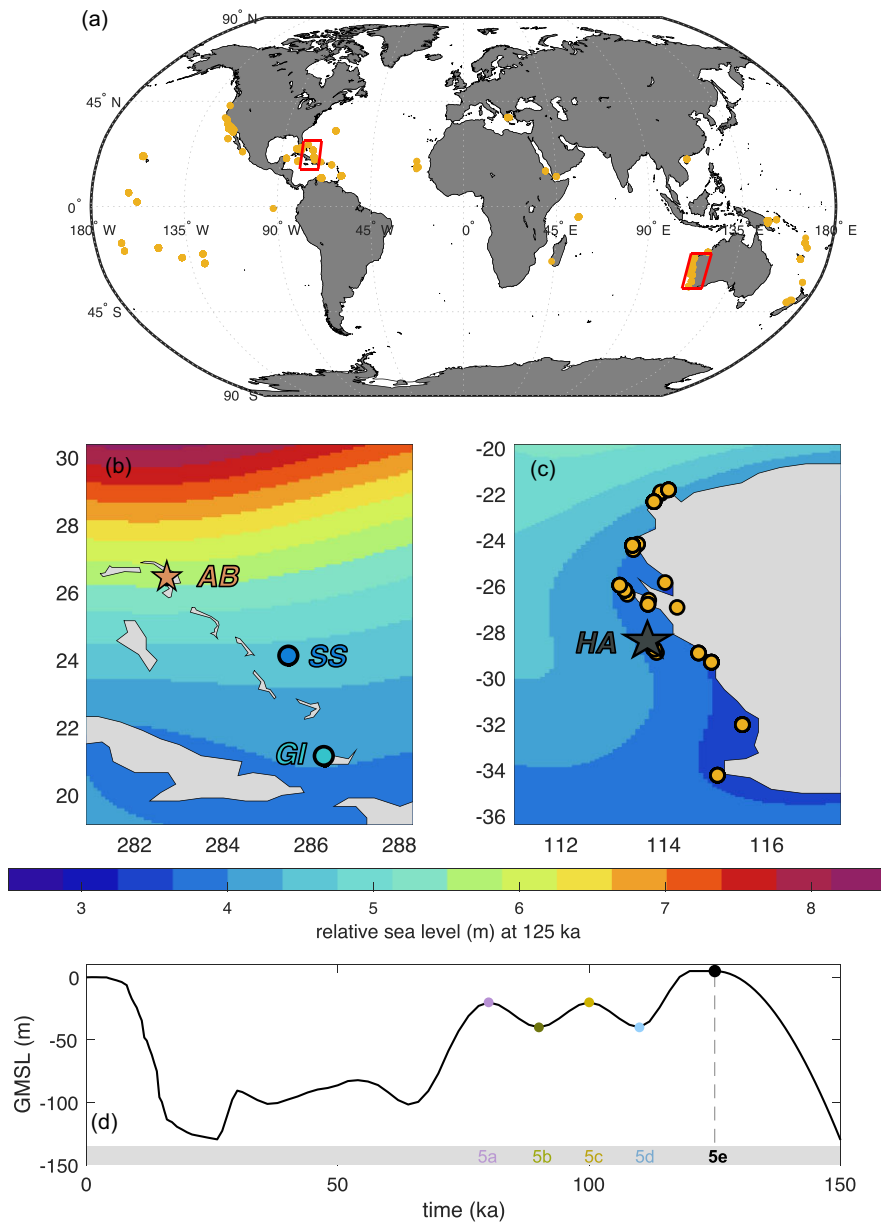 (a)
90° N
45° N
0°
180° W 135° W 90° W 45° W 0° 45° E 90° E 135° E 180° E
45° S
90° S
(b)
30
28
26
24
22
20
AB
SS
GI
282 284 286 288
(c)
-20
-22
-24
-26
-28
-30
-32
-34
-36
HA
112 114 116
3 4 5 6 7 8
relative sea level (m) at 125 ka
(d)
GMSL (m)
0
-50
-100
-150
5a 5b 5c 5d 5e
0 50 100 150
time (ka)